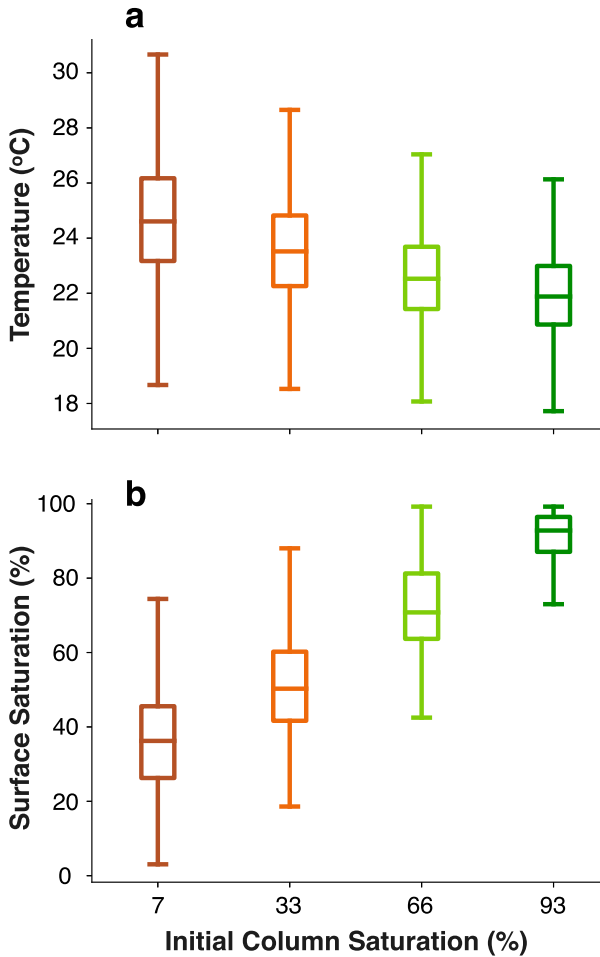 a
30
28
26
24
22
20
18
Temperature (ºC)
b
100
80
60
40
20
0
Surface Saturation (%)
7 33 66 93
Initial Column Saturation (%)